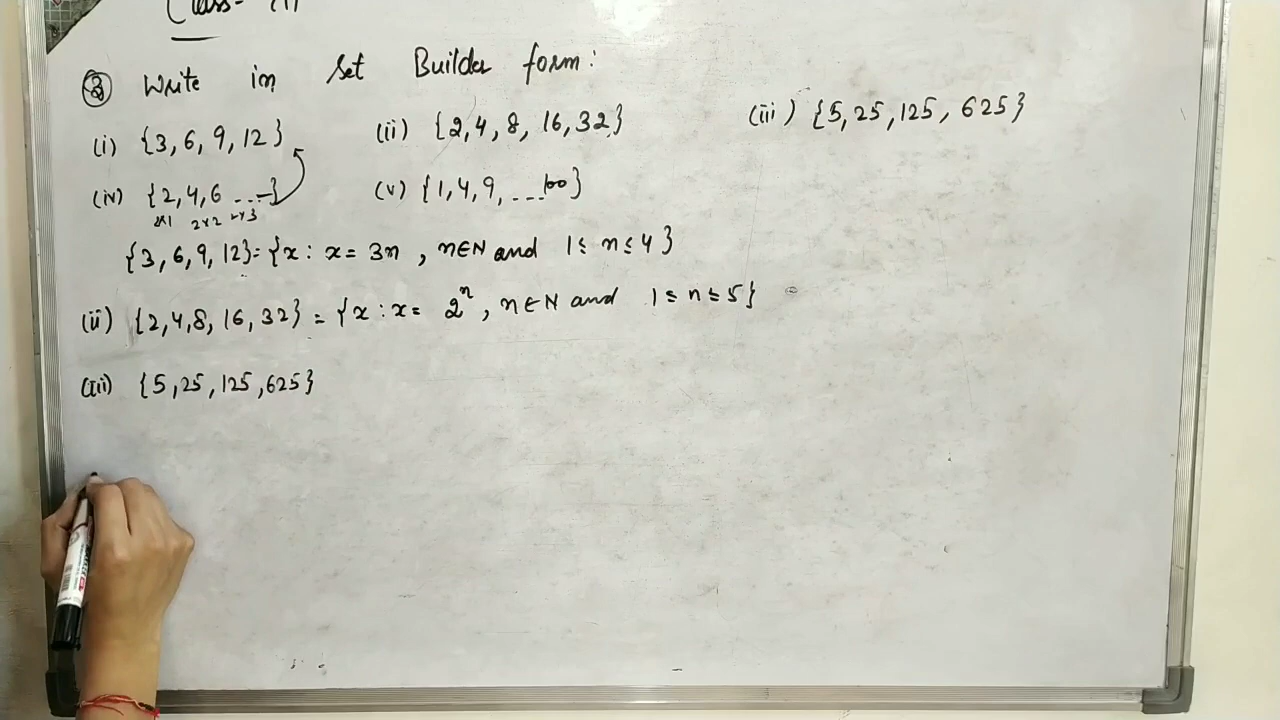 Class-
③ Write in set Builder form:
(i) {3, 6, 9, 12} (ii) {2, 4, 8, 16, 32} (iii) {5, 25, 125, 625}
(iv) {2, 4, 6 ...} (v) {1, 4, 9, ...100}
2×1 2×2 2×3
{3, 6, 9, 12} = {x : x = 3n, n∈N and 1 ≤ n ≤ 4}
(ii) {2, 4, 8, 16, 32} = {x : x = 2ⁿ, n∈N and 1 ≤ n ≤ 5}
(iii) {5, 25, 125, 625}